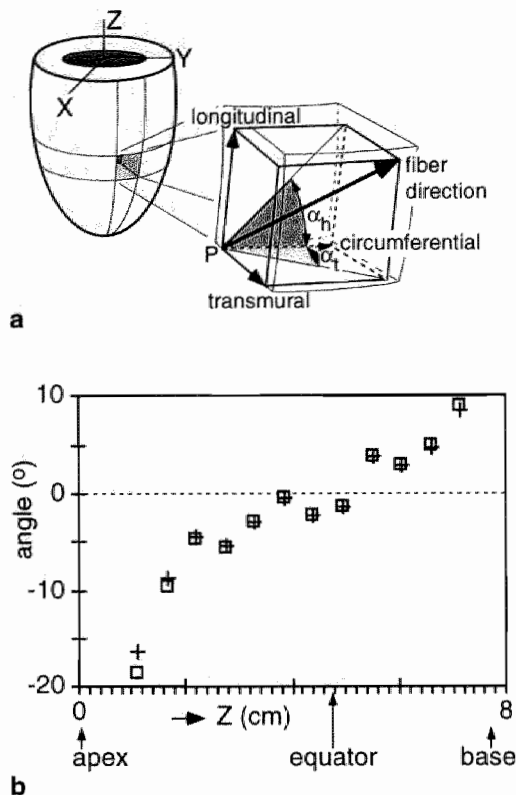 Z
Y
X
longitudinal
fiber
direction
αh
P
circumferential
αt
transmural
a
10
0
-10
-20
angle (º)
0
8
Z (cm)
apex
equator
base
b